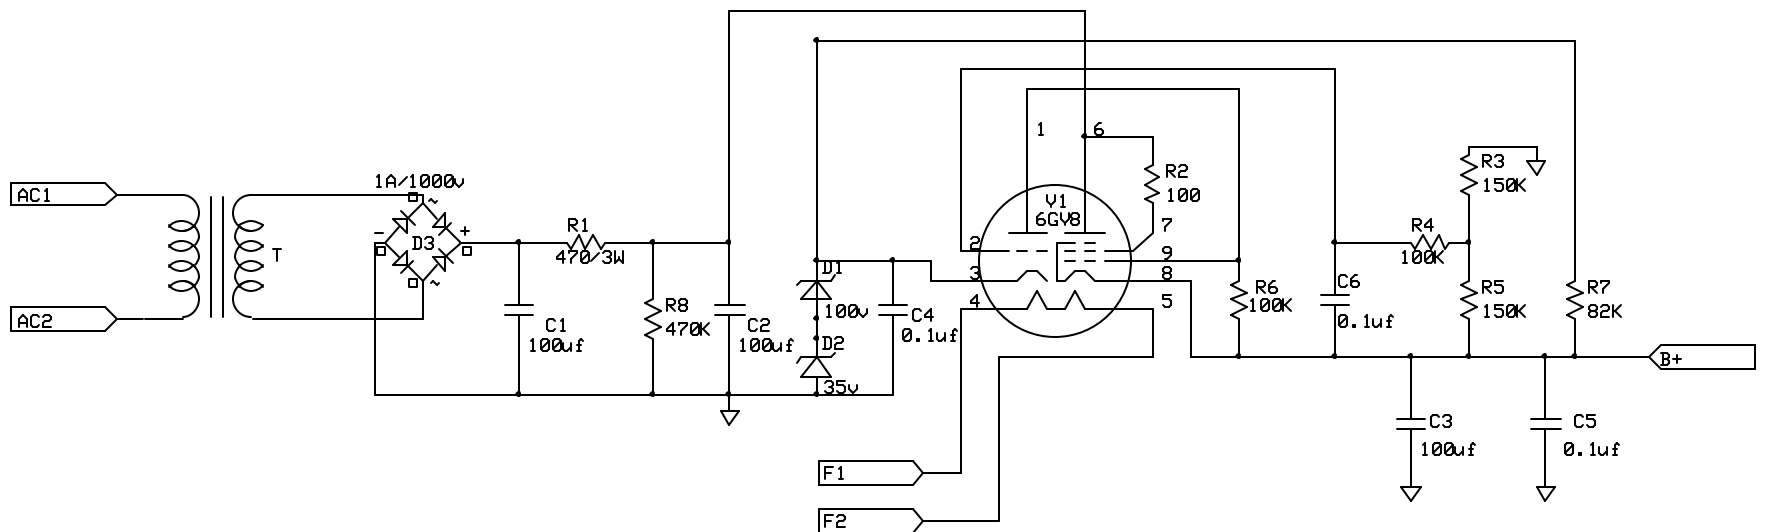 1 6
R3
150K
R2
100
1A/1000v
~
AC1
V1
6GV8
7
R1
R4
- D3 +
2
9
T
470/3W
100K
D1
3
8
C6
~
R6
R5
R7
4
5
R8
100v
100K
150K
82K
AC2
C1
470K
C2
C4
0.1uf
0.1uf
100uf
100uf
D2
B+
35v
C3
C5
100uf
0.1uf
F1
F2